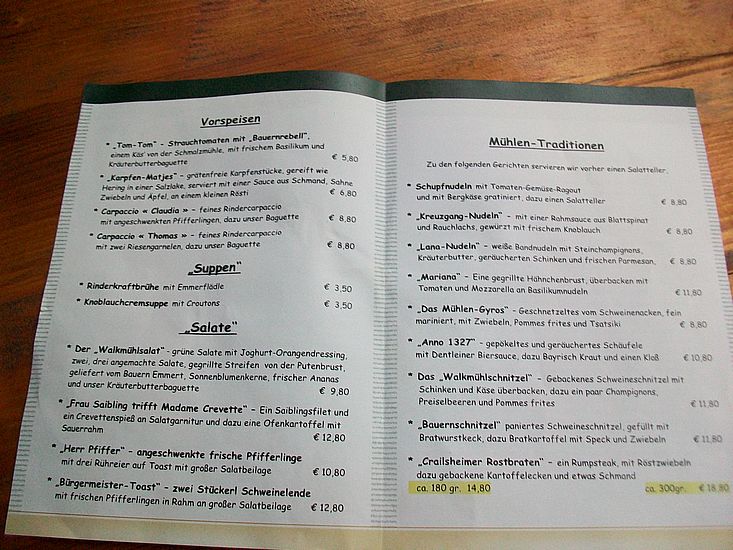 Vorspeisen
* „Tom-Tom" - Strauchtomaten mit „Bauernrebell",
einem Käs' von der Schmalzmühle, mit frischem Basilikum und
Kräuterbutterbaguette € 5,80
* „Karpfen-Matjes" - grätenfreie Karpfenstücke, gereift wie
Hering in einer Salzlake, serviert mit einer Sauce aus Schmand, Sahne
Zwiebeln und Äpfel, an einem kleinen Rösti € 6,80
* Carpaccio « Claudia » - feines Rindercarpaccio
mit angeschwenkten Pfifferlingen, dazu unser Baguette € 8,80
* Carpaccio « Thomas » - feines Rindercarpaccio
mit zwei Riesengarnelen, dazu unser Baguette € 8,80
„Suppen"
* Rinderkraftbrühe mit Emmerflädle € 3,50
* Knoblauchcremsuppe mit Croutons € 3,50
„Salate"
* Der „Walkmühlsalat" - grüne Salate mit Joghurt-Orangendressing,
zwei, drei angemachte Salate, gegrillte Streifen von der Putenbrust,
geliefert vom Bauern Emmert, Sonnenblumenkerne, frischer Ananas
und unser Kräuterbutterbaguette € 9,80
* „Frau Saibling trifft Madame Crevette" - Ein Saiblingsfilet und
ein Crevettenspieß an Salatgarnitur und dazu eine Ofenkartoffel mit
Sauerrahm € 12,80
* „Herr Pfiffer" - angeschwenkte frische Pfifferlinge
mit drei Rühreier auf Toast mit großer Salatbeilage € 10,80
* „Bürgermeister-Toast" - zwei Stückerl Schweinelende
mit frischen Pfifferlingen in Rahm an großer Salatbeilage € 12,80
Mühlen-Traditionen
Zu den folgenden Gerichten servieren wir vorher einen Salatteller.
* Schupfnudeln mit Tomaten-Gemüse-Ragout
und mit Bergkäse gratiniert, dazu einen Salatteller € 8,80
* „Kreuzgang-Nudeln" - mit einer Rahmsauce aus Blattspinat
und Rauchlachs, gewürzt mit frischem Knoblauch € 8,80
* „Lana-Nudeln" - weiße Bandnudeln mit Steinchampignons,
Kräuterbutter, geräucherten Schinken und frischen Parmesan, € 8,80
* „Mariana" - Eine gegrillte Hähnchenbrust, überbacken mit
Tomaten und Mozzarella an Basilikumnudeln € 11,80
* „Das Mühlen-Gyros" - Geschnetzeltes vom Schweinenacken, fein
mariniert, mit Zwiebeln, Pommes frites und Tsatsiki € 8,80
* „Anno 1327" - gepökeltes und geräuchertes Schäufele
mit Dentleiner Biersauce, dazu Bayrisch Kraut und einen Kloß € 10,80
* Das „Walkmühlschnitzel" - Gebackenes Schweineschnitzel mit
Schinken und Käse überbacken, dazu ein paar Champignons,
Preiselbeeren und Pommes frites € 11,80
* „Bauernschnitzel" paniertes Schweineschnitzel, gefüllt mit
Bratwurstkeck, dazu Bratkartoffel mit Speck und Zwiebeln € 11,80
* „Crailsheimer Rostbraten" - ein Rumpsteak, mit Röstzwiebeln
dazu gebackene Kartoffelecken und etwas Schmand
ca. 180 gr. 14,80 ca. 300gr. € 18,80